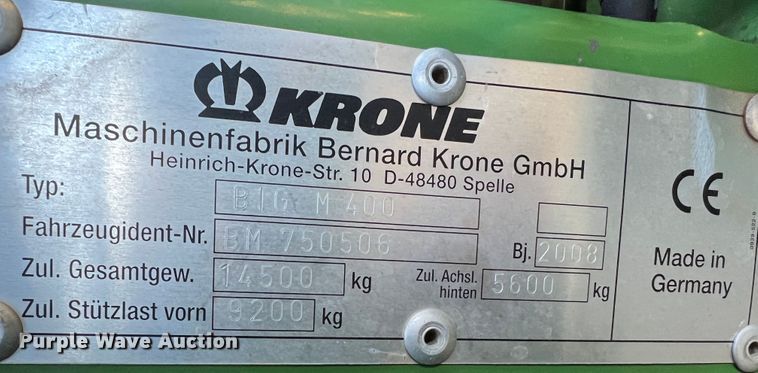 KRONE
Maschinenfabrik Bernard Krone GmbH
Heinrich-Krone-Str. 10 D-48480 Spelle
Typ: BIG M 400
Fahrzeugident-Nr. BM 750506 Bj. 2008
Zul. Gesamtgew. 14500 kg Zul. Achsl. hinten 5600 kg
Zul. Stützlast vorn 9200 kg
CE
Made in
Germany
Purple Wave Auction